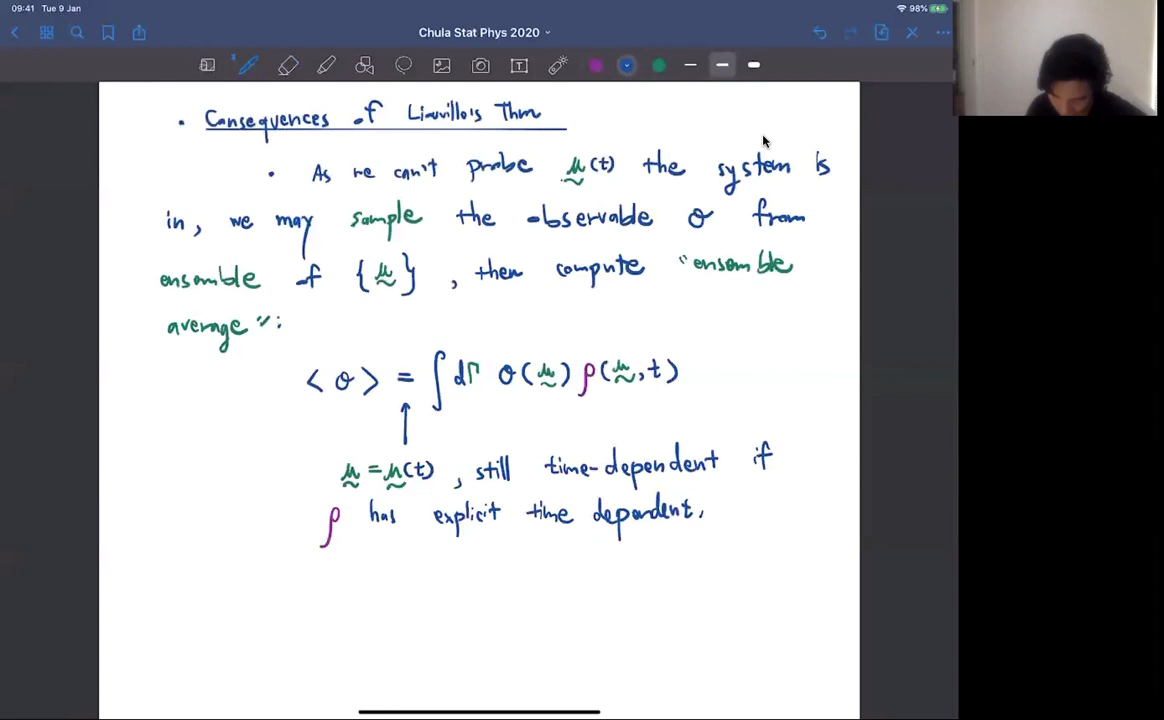 09:41 Tue 9 Jan
98%
Chula Stat Phys 2020
• Consequences of Liouville's Thm
• As we can't probe μ(t) the system is
in, we may sample the observable O from
ensemble of {μ}, then compute "ensemble
average":
<O> = ∫dΓ O(μ) ρ(μ,t)
μ = μ(t), still time-dependent if
ρ has explicit time dependent.